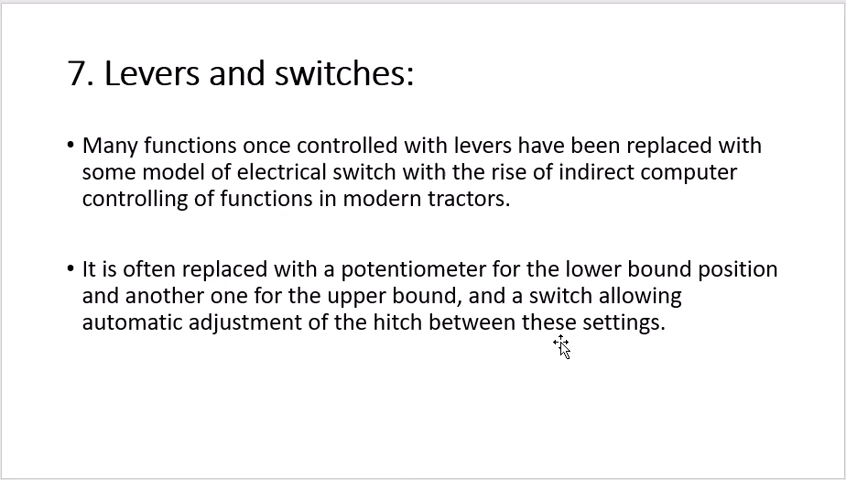 7. Levers and switches:
• Many functions once controlled with levers have been replaced with
some model of electrical switch with the rise of indirect computer
controlling of functions in modern tractors.
• It is often replaced with a potentiometer for the lower bound position
and another one for the upper bound, and a switch allowing
automatic adjustment of the hitch between these settings.